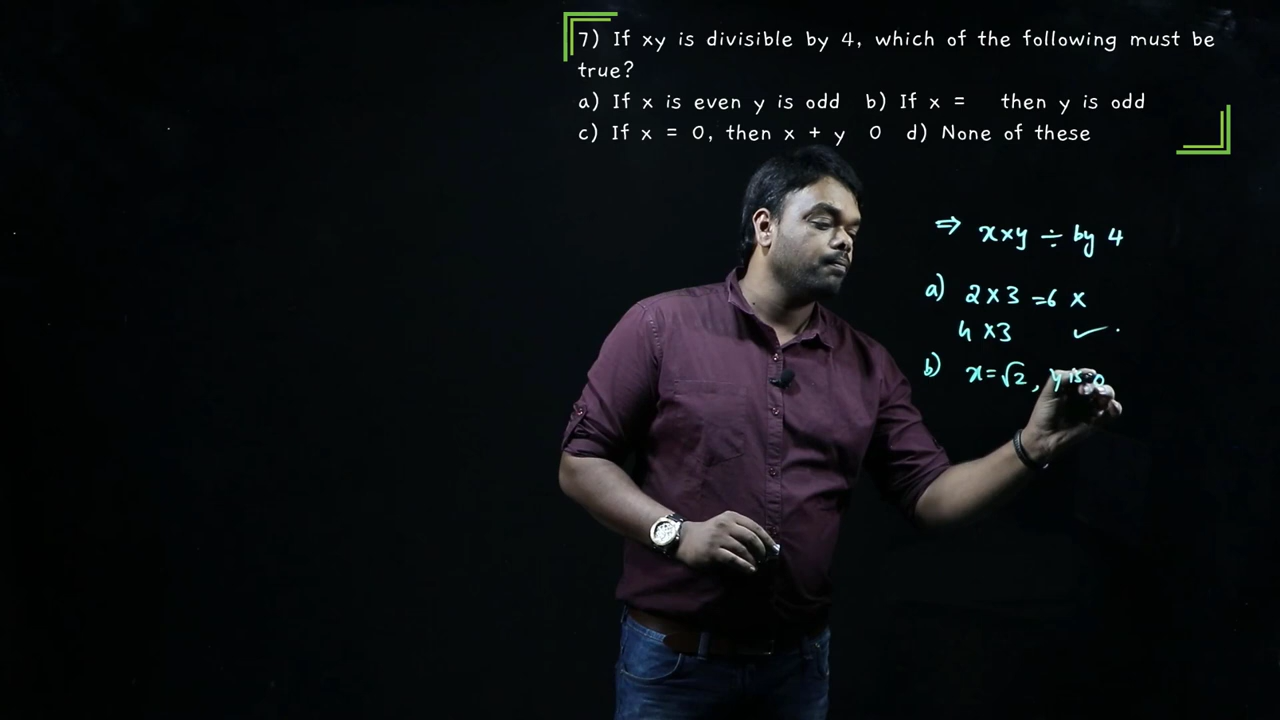 7) If xy is divisible by 4, which of the following must be
true?
a) If x is even y is odd b) If x = then y is odd
c) If x = 0, then x + y 0 d) None of these
⇒ x×y ÷ by 4
a) 2 × 3 = 6 ×
4 × 3 ✓
b) x = √2, y is